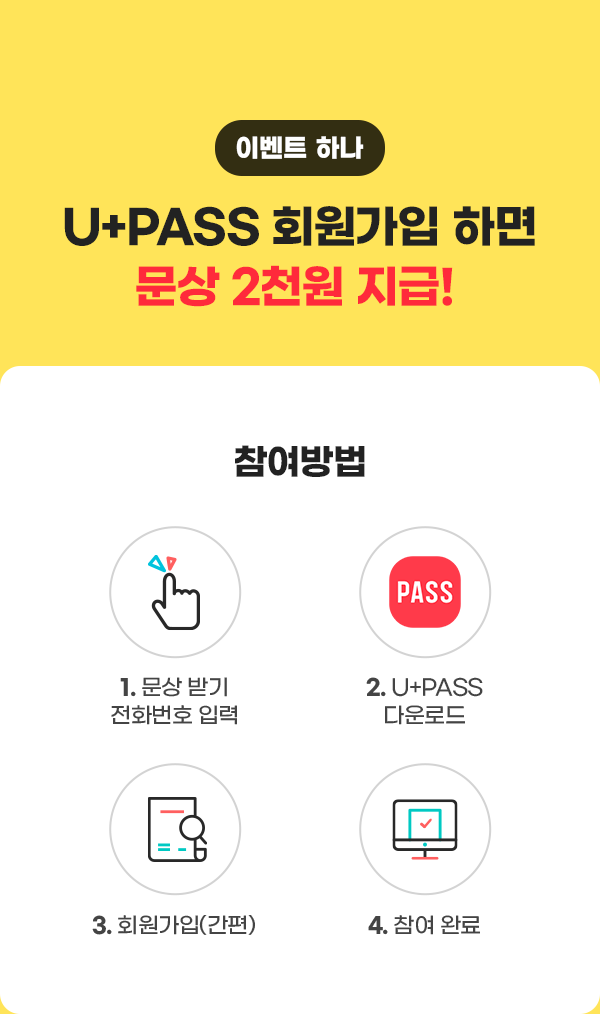 이벤트 하나
U+PASS 회원가입 하면
문상 2천원 지급!
참여방법
PASS
1. 문상 받기
전화번호 입력
2. U+PASS
다운로드
3. 회원가입(간편)
4. 참여 완료